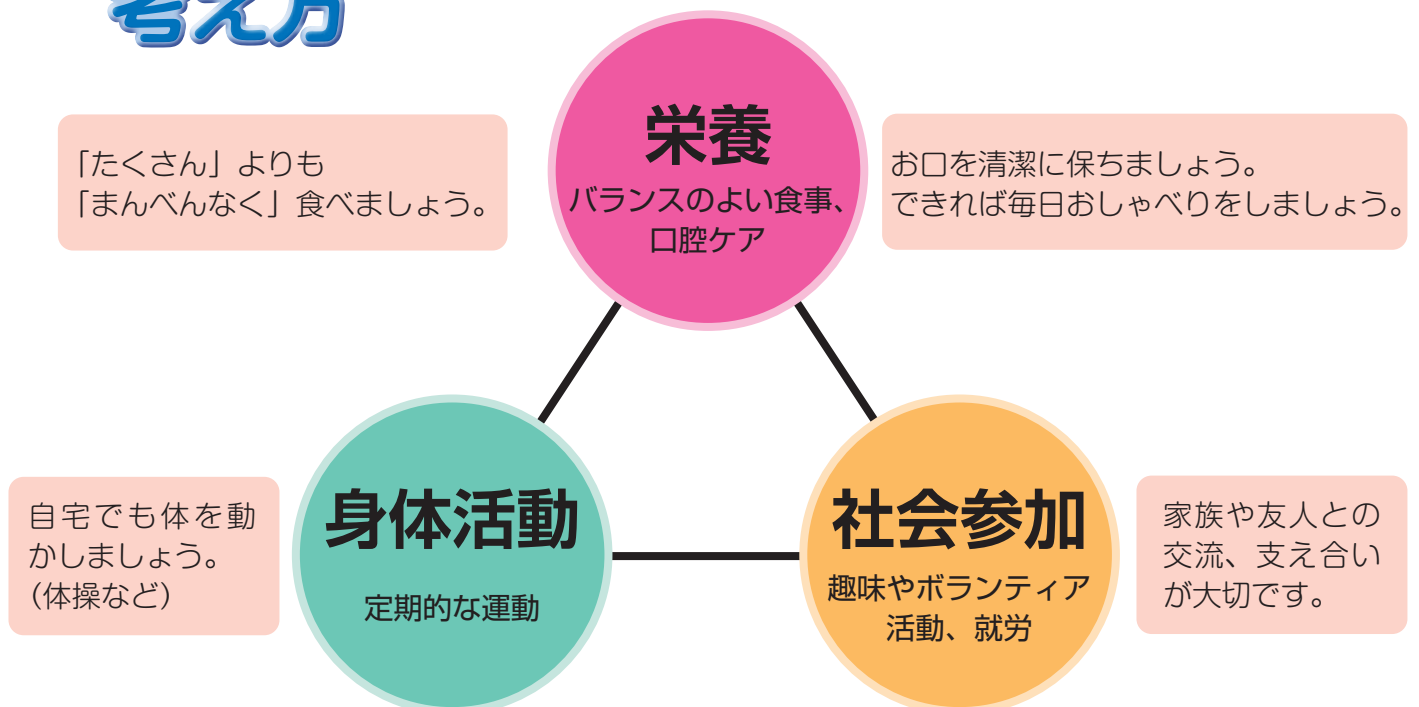 考え方
栄養
バランスのよい食事、
口腔ケア
「たくさん」よりも
「まんべんなく」食べましょう。
お口を清潔に保ちましょう。
できれば毎日おしゃべりをしましょう。
身体活動
定期的な運動
自宅でも体を動
かしましょう。
（体操など）
社会参加
趣味やボランティア
活動、就労
家族や友人との
交流、支え合い
が大切です。